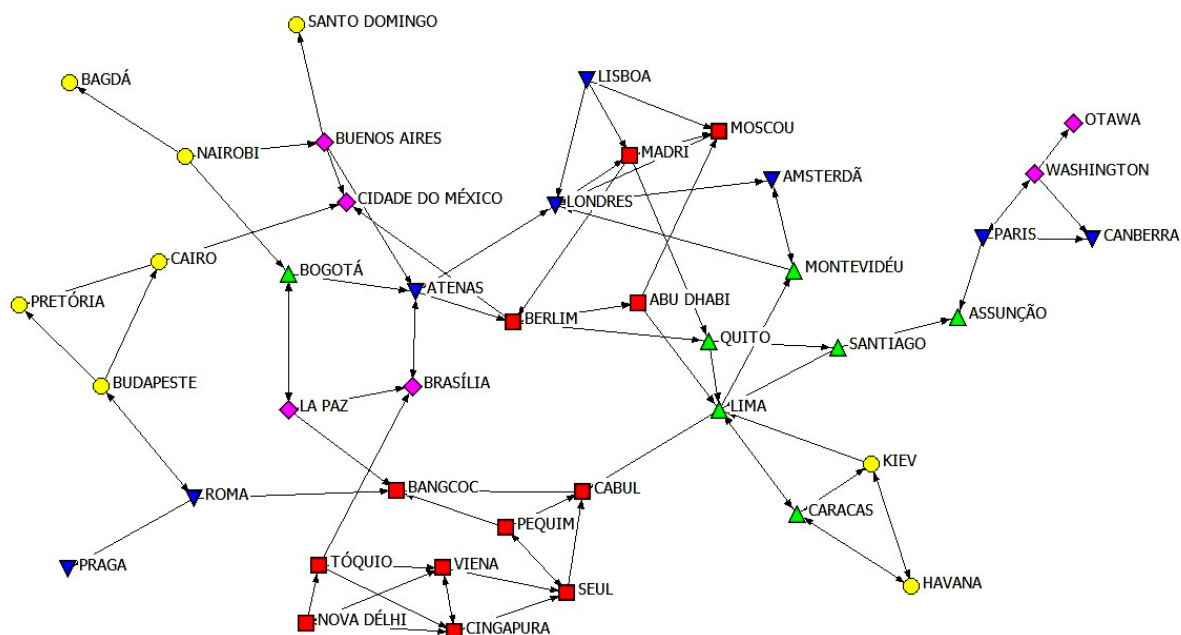 SANTO DOMINGO
BAGDÁ
LISBOA
OTAWA
MOSCOU
BUENOS AIRES
NAIROBI
MADRI
WASHINGTON
AMSTERDÃ
CIDADE DO MÉXICO
LONDRES
PARIS
CANBERRA
CAIRO
BOGOTÁ
MONTEVIDÉU
ATENAS
PRETÓRIA
ABU DHABI
BERLIM
ASSUNÇÃO
QUITO
SANTIAGO
BUDAPESTE
BRASÍLIA
LA PAZ
LIMA
KIEV
ROMA
BANGCOC
CABUL
CARACAS
PEQUIM
PRAGA
TÓQUIO
VIENA
HAVANA
SEUL
NOVA DÉLHI
CINGAPURA